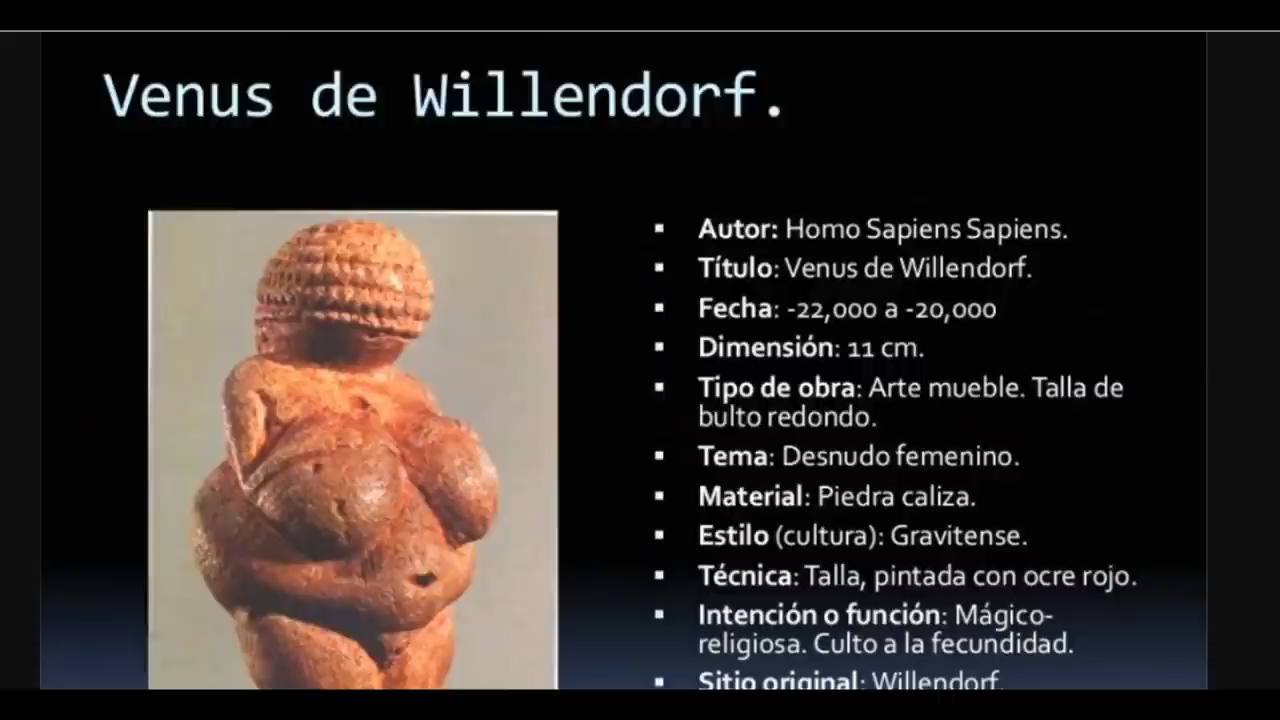 Venus de Willendorf.
Autor: Homo Sapiens Sapiens.
Título: Venus de Willendorf.
Fecha: -22,000 a -20,000
Dimensión: 11 cm.
Tipo de obra: Arte mueble. Talla de
bulto redondo.
Tema: Desnudo femenino.
Material: Piedra caliza.
Estilo (cultura): Gravitense.
Técnica: Talla, pintada con ocre rojo.
Intención o función: Mágico-
religiosa. Culto a la fecundidad.
Sitio original: Willendorf.